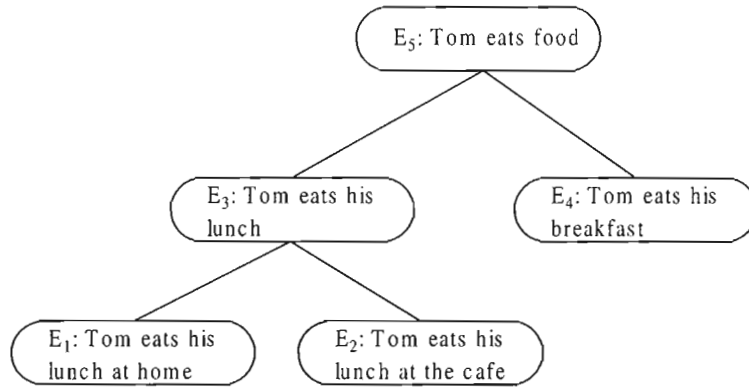 E₅: Tom eats food
E₃: Tom eats his
lunch
E₄: Tom eats his
breakfast
E₁: Tom eats his
lunch at home
E₂: Tom eats his
lunch at the cafe